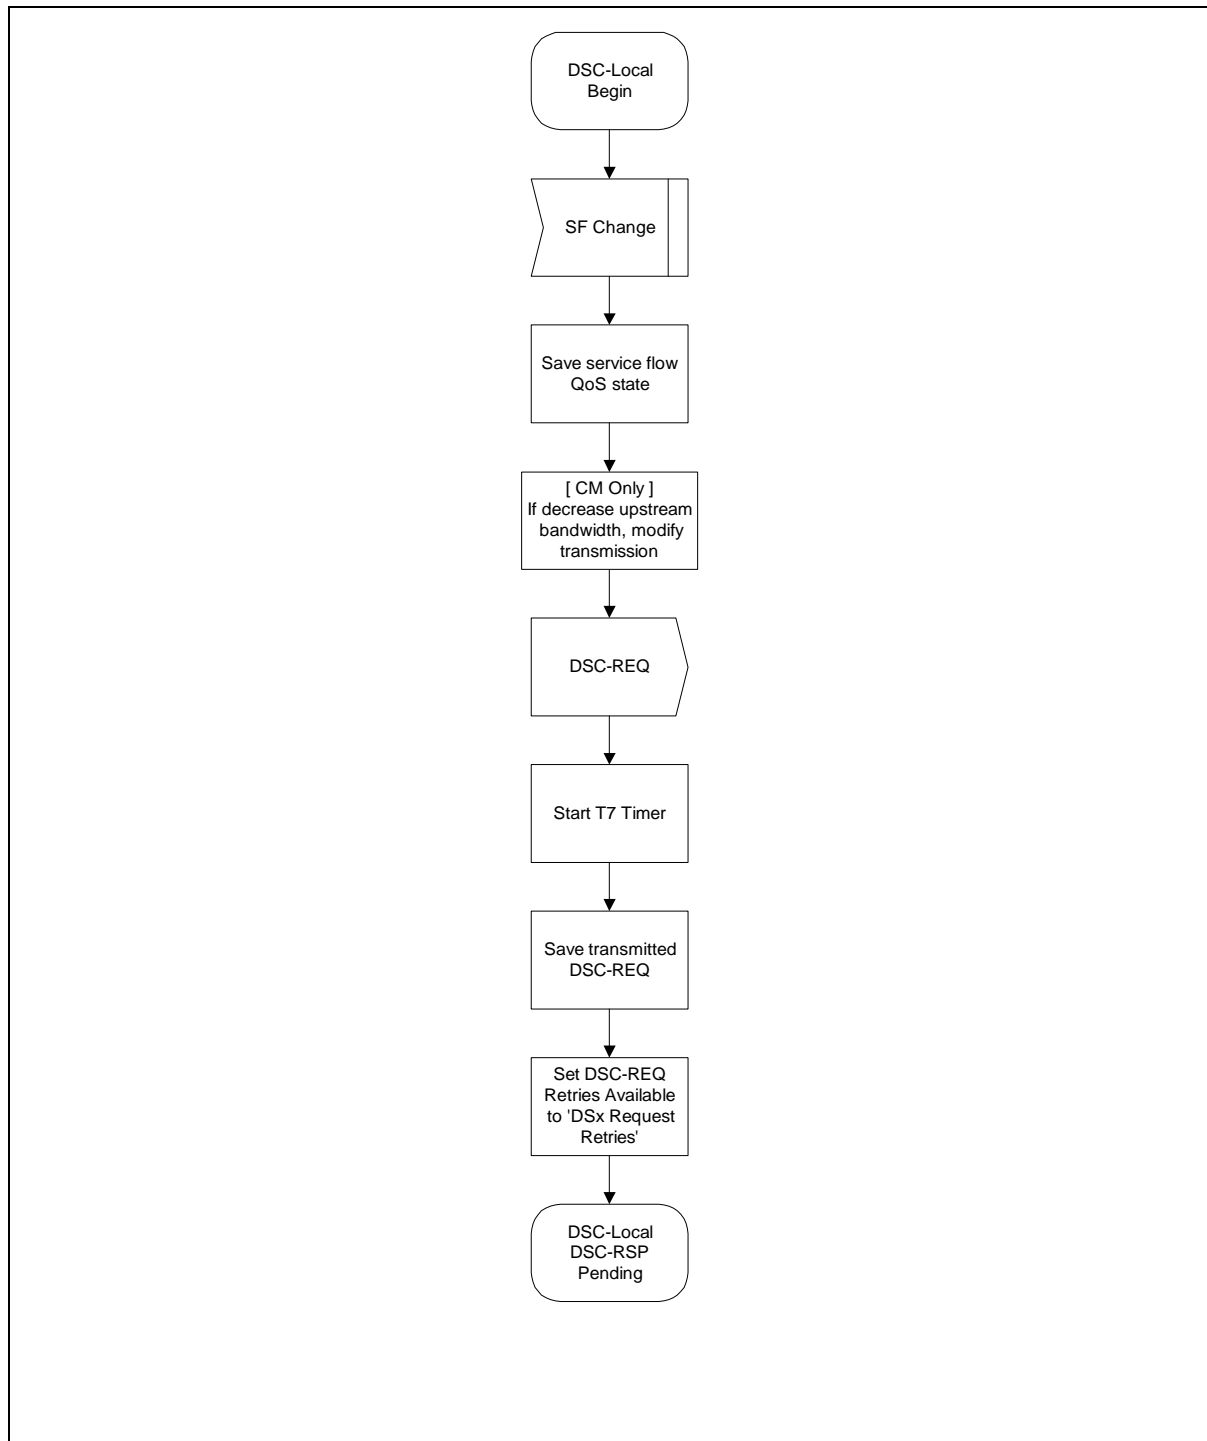 DSC-Local
Begin
SF Change
Save service flow
QoS state
[ CM Only ]
If decrease upstream
bandwidth, modify
transmission
DSC-REQ
Start T7 Timer
Save transmitted
DSC-REQ
Set DSC-REQ
Retries Available
to 'DSx Request
Retries'
DSC-Local
DSC-RSP
Pending